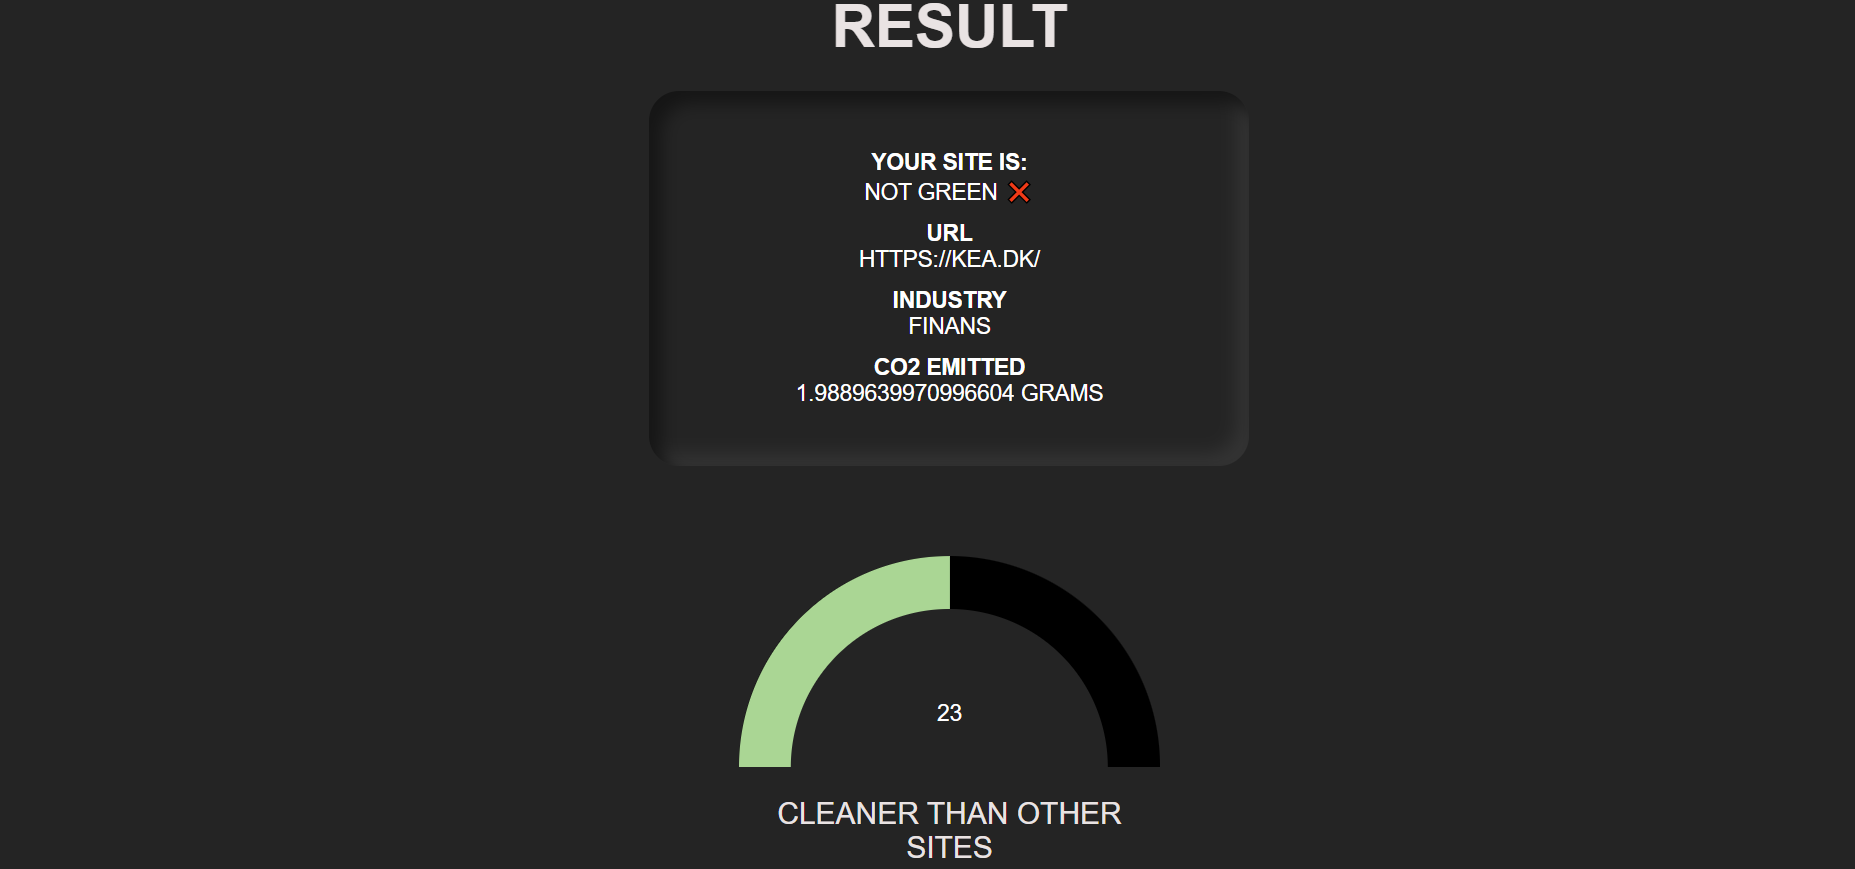 RESULT
YOUR SITE IS:
NOT GREEN ❌
URL
HTTPS://KEA.DK/
INDUSTRY
FINANS
CO2 EMITTED
1.9889639970996604 GRAMS
23
CLEANER THAN OTHER
SITES